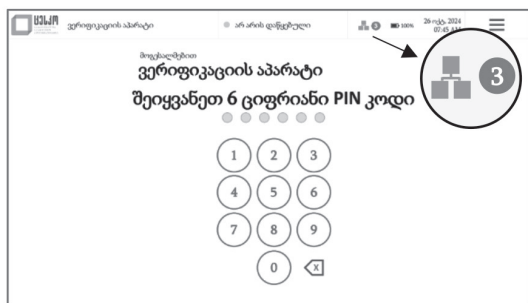 ცესკო ვერიფიკაციის აპარატი არ არის დაწყებული 3 100% 26 ოქტ. 2024
07:45 AM
3
მოგესალმებით
ვერიფიკაციის აპარატი
შეიყვანეთ 6 ციფრიანი PIN კოდი
1 2 3
4 5 6
7 8 9
0 X